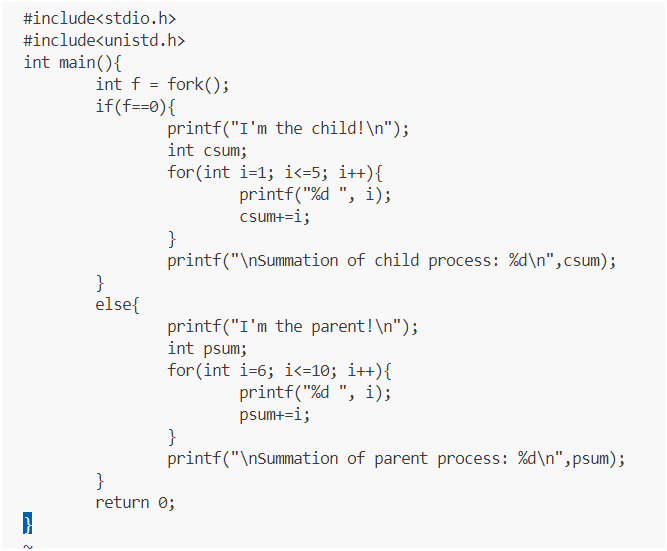 #include<stdio.h>
#include<unistd.h>
int main(){
        int f = fork();
        if(f==0){
                printf("I'm the child!\n");
                int csum;
                for(int i=1; i<=5; i++){
                        printf("%d ", i);
                        csum+=i;
                }
                printf("\nSummation of child process: %d\n",csum);
        }
        else{
                printf("I'm the parent!\n");
                int psum;
                for(int i=6; i<=10; i++){
                        printf("%d ", i);
                        psum+=i;
                }
                printf("\nSummation of parent process: %d\n",psum);
        }
        return 0;
}
~